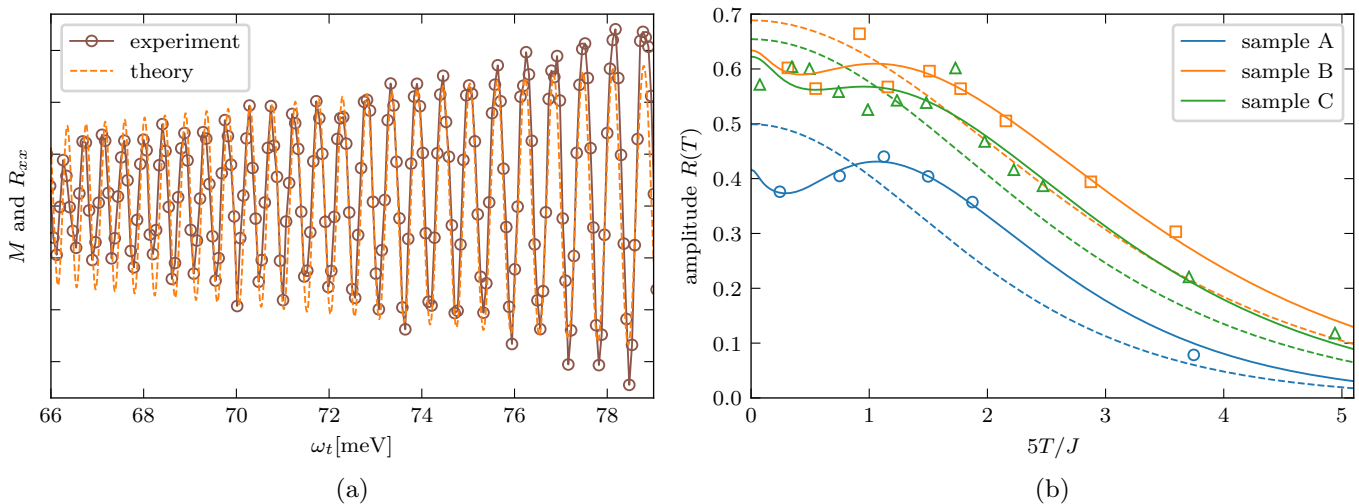 experiment
theory
M and Rxx
66 68 70 72 74 76 78
ωt[meV]
(a)
sample A
sample B
sample C
amplitude R(T)
0.7
0.6
0.5
0.4
0.3
0.2
0.1
0.0
0 1 2 3 4 5
5T/J
(b)